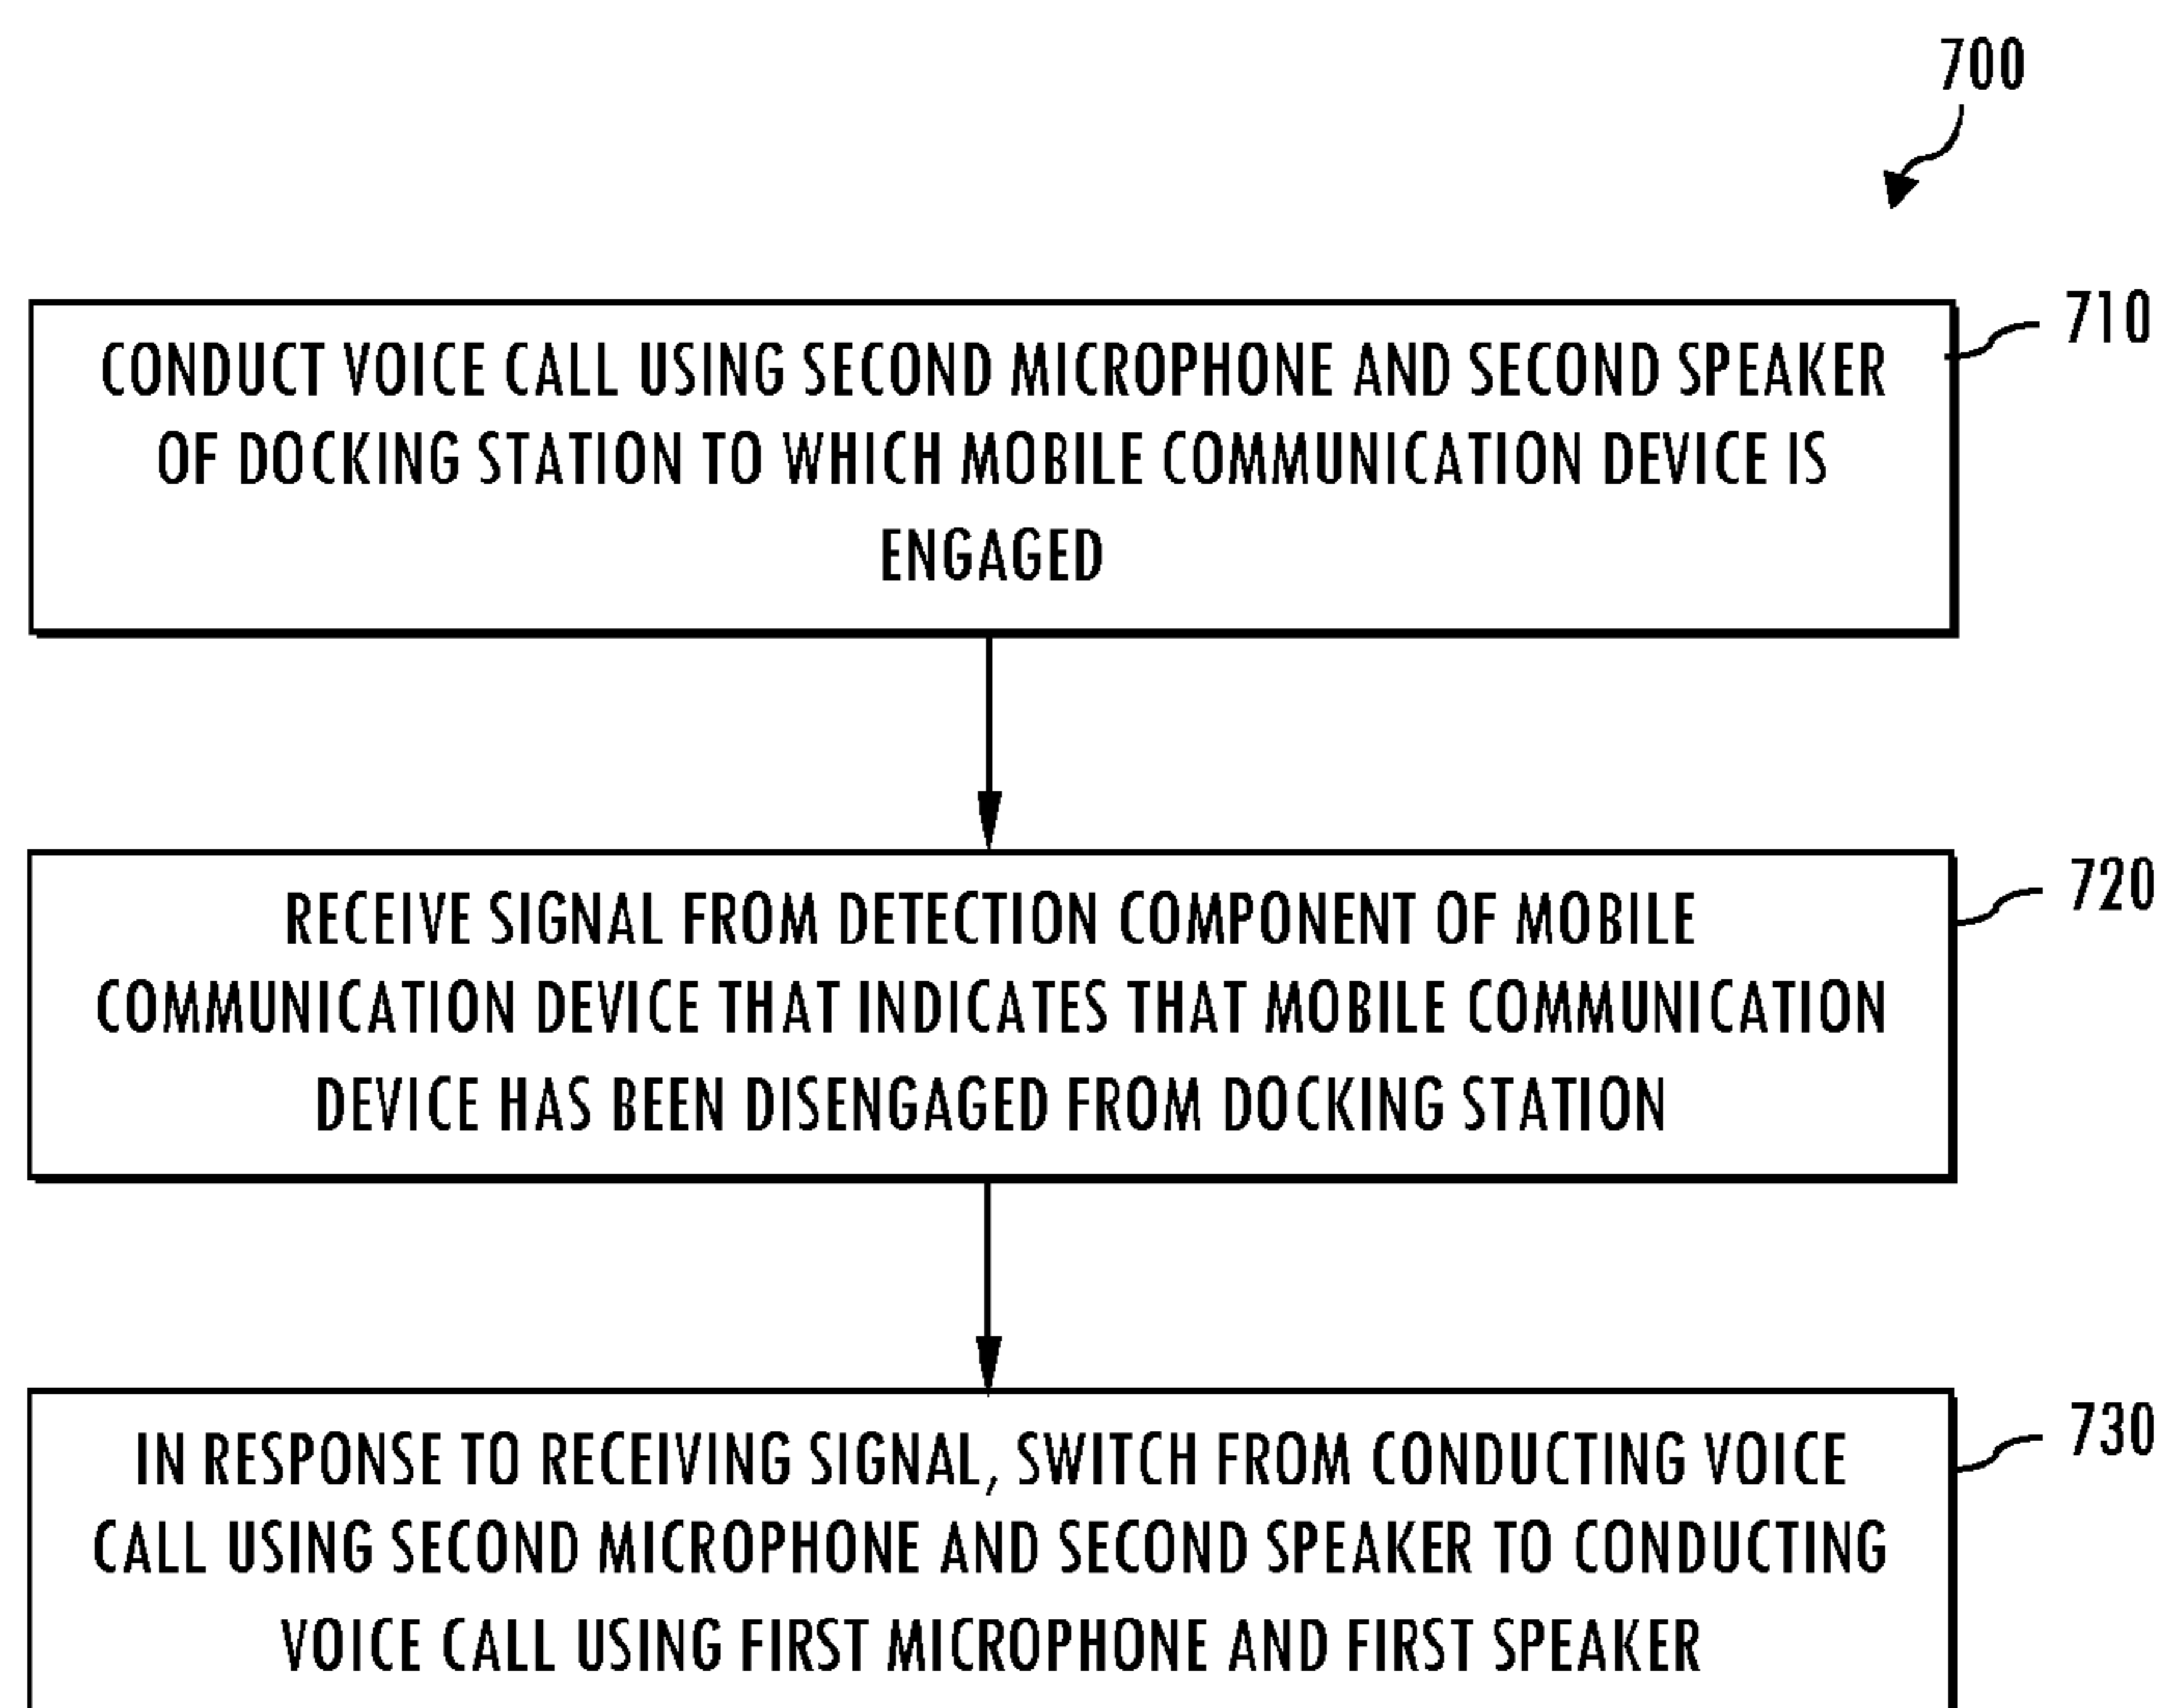 700
710
CONDUCT VOICE CALL USING SECOND MICROPHONE AND SECOND SPEAKER
OF DOCKING STATION TO WHICH MOBILE COMMUNICATION DEVICE IS
ENGAGED
720
RECEIVE SIGNAL FROM DETECTION COMPONENT OF MOBILE
COMMUNICATION DEVICE THAT INDICATES THAT MOBILE COMMUNICATION
DEVICE HAS BEEN DISENGAGED FROM DOCKING STATION
730
IN RESPONSE TO RECEIVING SIGNAL, SWITCH FROM CONDUCTING VOICE
CALL USING SECOND MICROPHONE AND SECOND SPEAKER TO CONDUCTING
VOICE CALL USING FIRST MICROPHONE AND FIRST SPEAKER